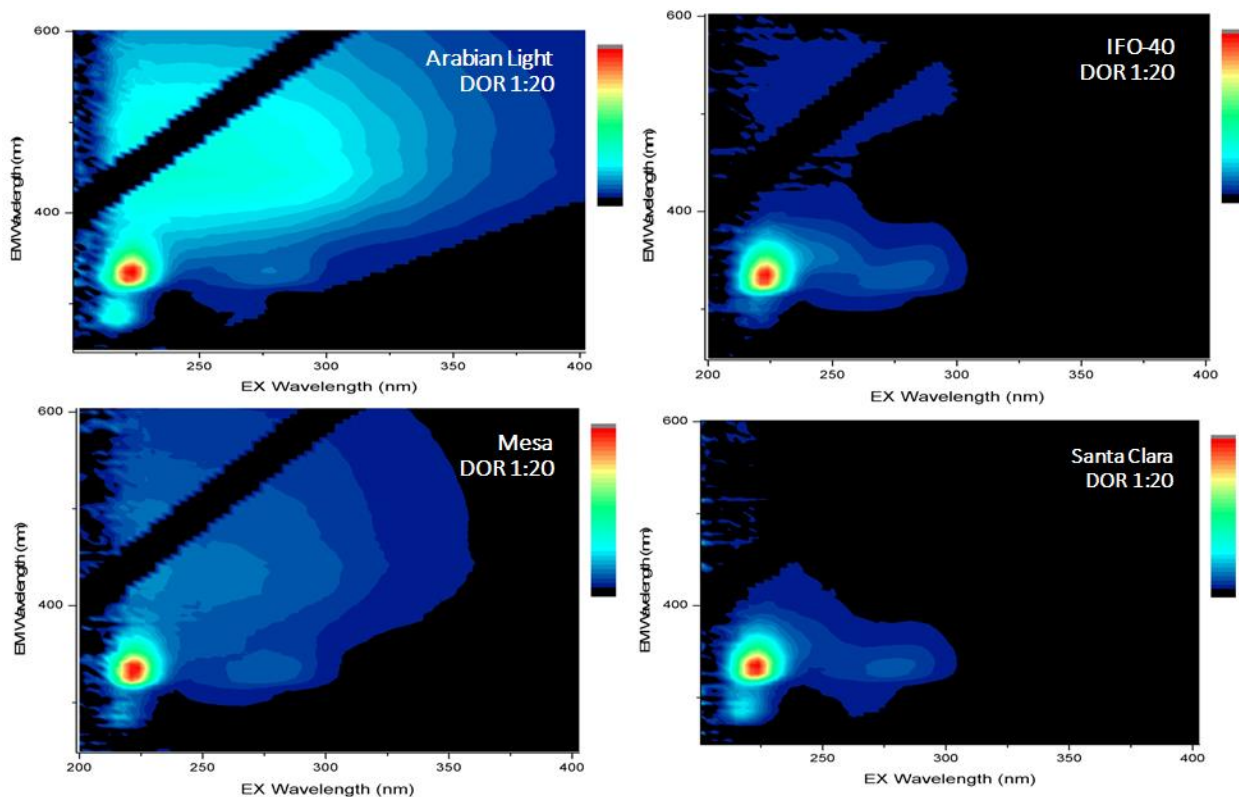 600
400
EM Wavelength (nm)
Arabian Light
DOR 1:20
250
300
350
400
EX Wavelength (nm)
600
400
EM Wavelength (nm)
IFO-40
DOR 1:20
200
250
300
350
400
EX Wavelength (nm)
600
400
EM Wavelength (nm)
Mesa
DOR 1:20
200
250
300
350
400
EX Wavelength (nm)
600
400
EM Wavelength (nm)
Santa Clara
DOR 1:20
250
300
350
400
EX Wavelength (nm)